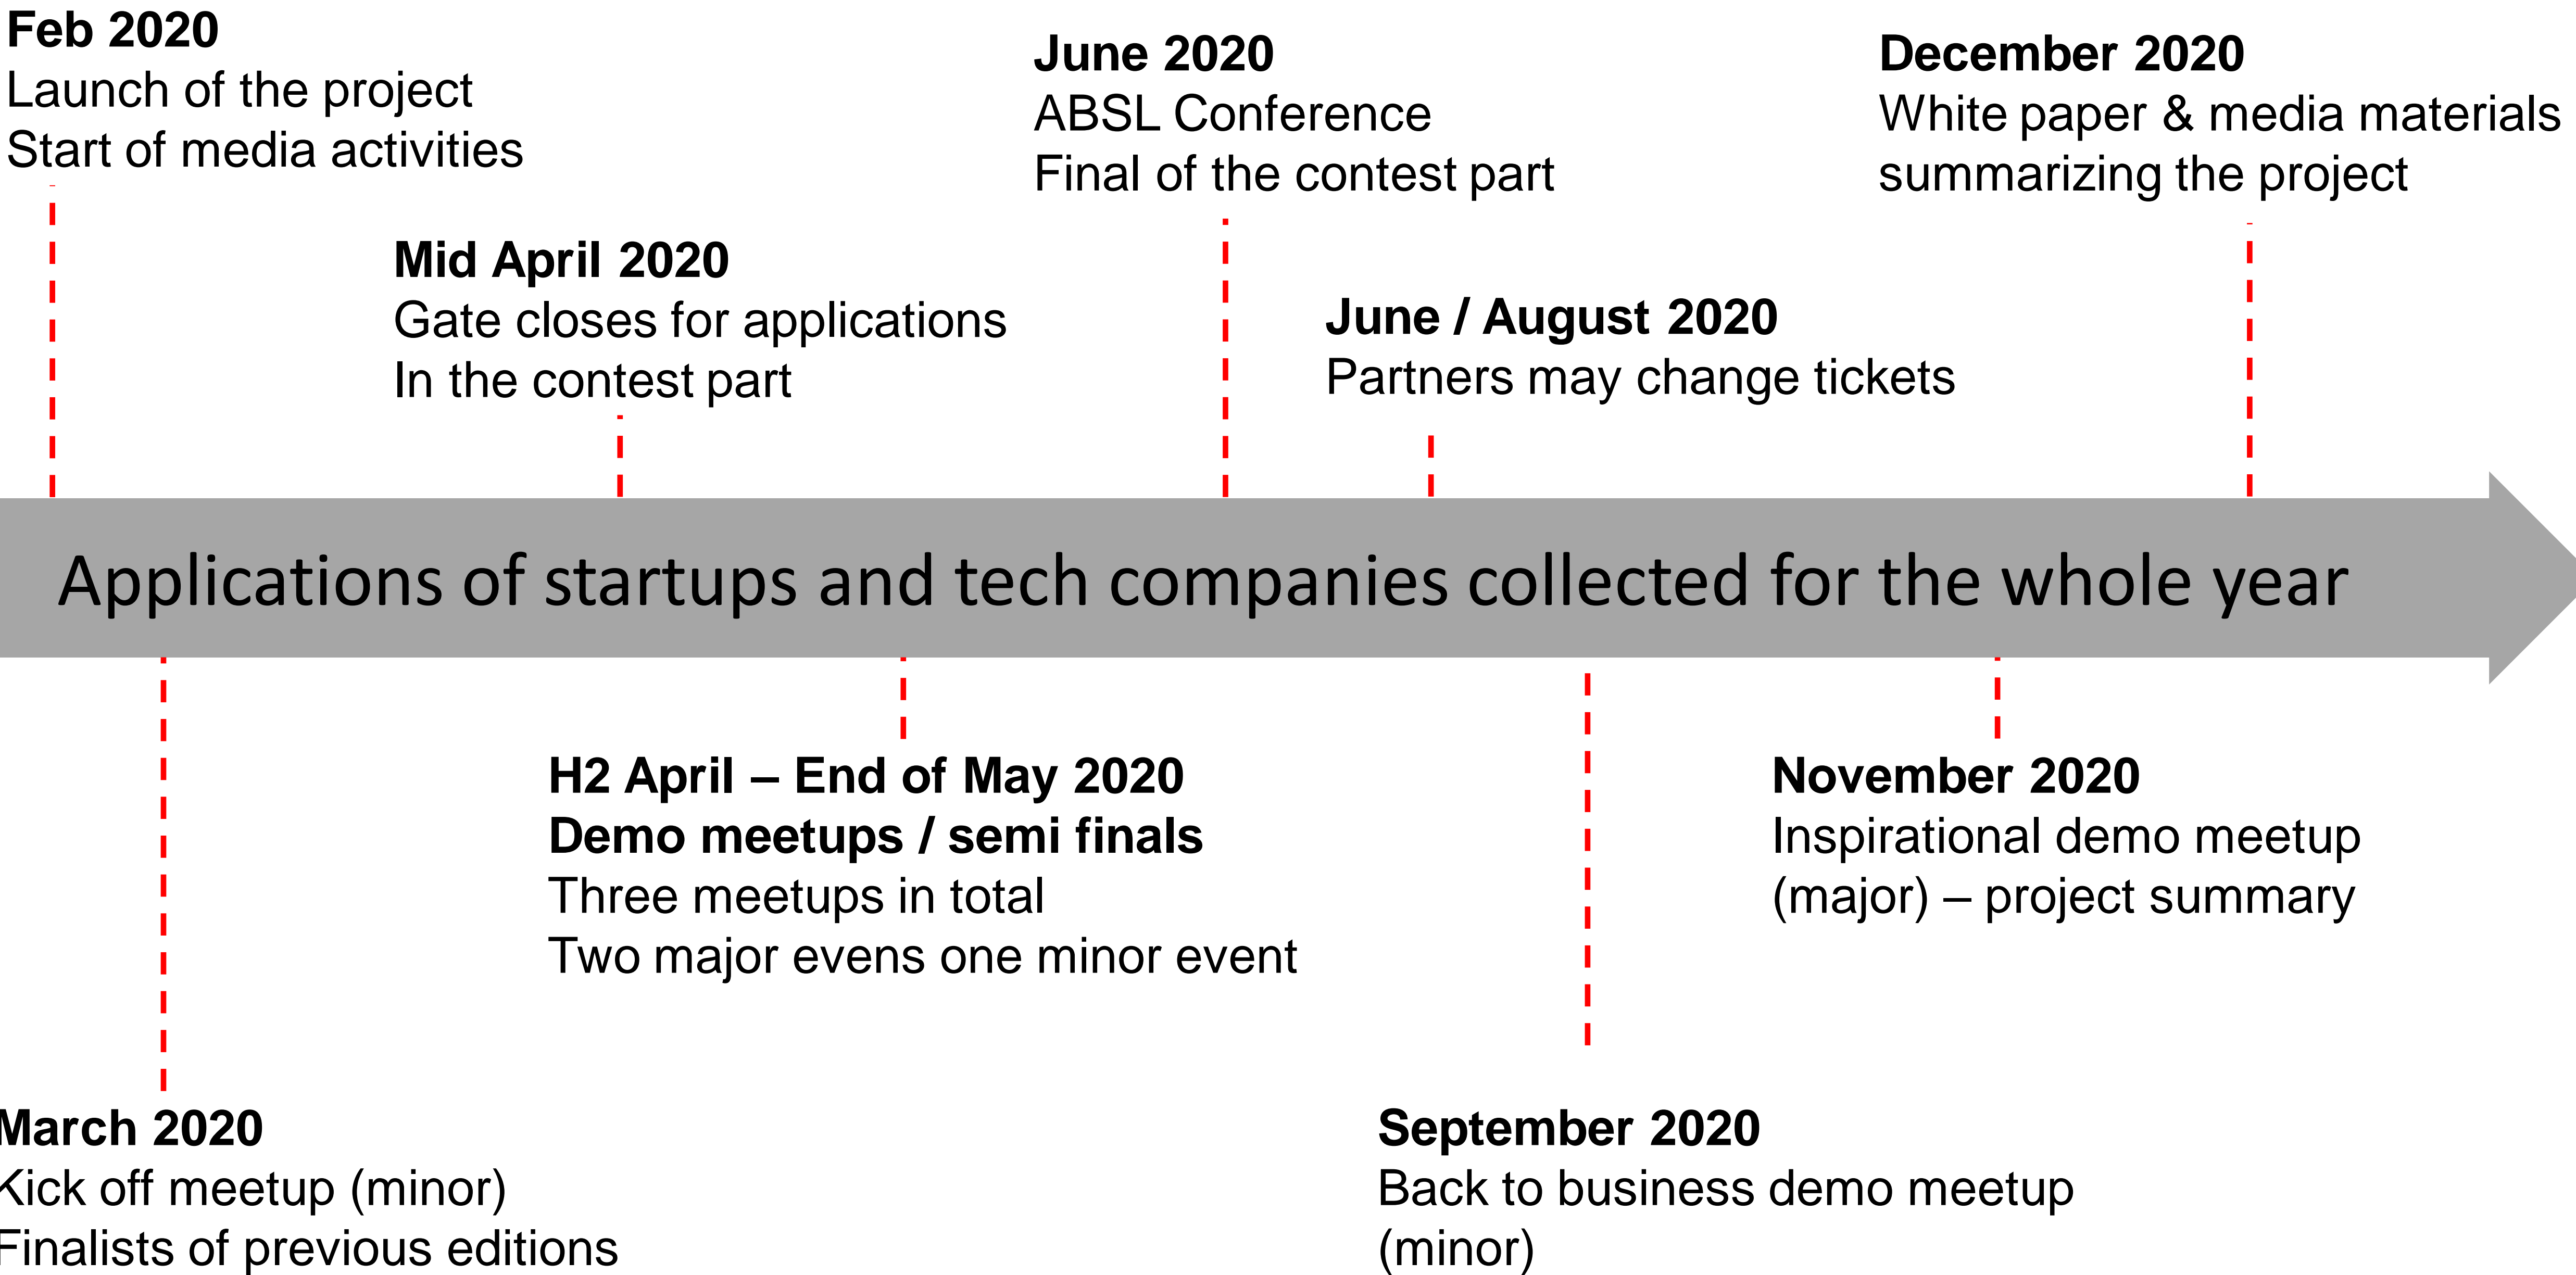 Feb 2020
Launch of the project
Start of media activities
June 2020
ABSL Conference
Final of the contest part
December 2020
White paper & media materials
summarizing the project
Mid April 2020
Gate closes for applications
In the contest part
June / August 2020
Partners may change tickets
Applications of startups and tech companies collected for the whole year
H2 April – End of May 2020
Demo meetups / semi finals
Three meetups in total
Two major evens one minor event
November 2020
Inspirational demo meetup
(major) – project summary
March 2020
Kick off meetup (minor)
Finalists of previous editions
September 2020
Back to business demo meetup
(minor)